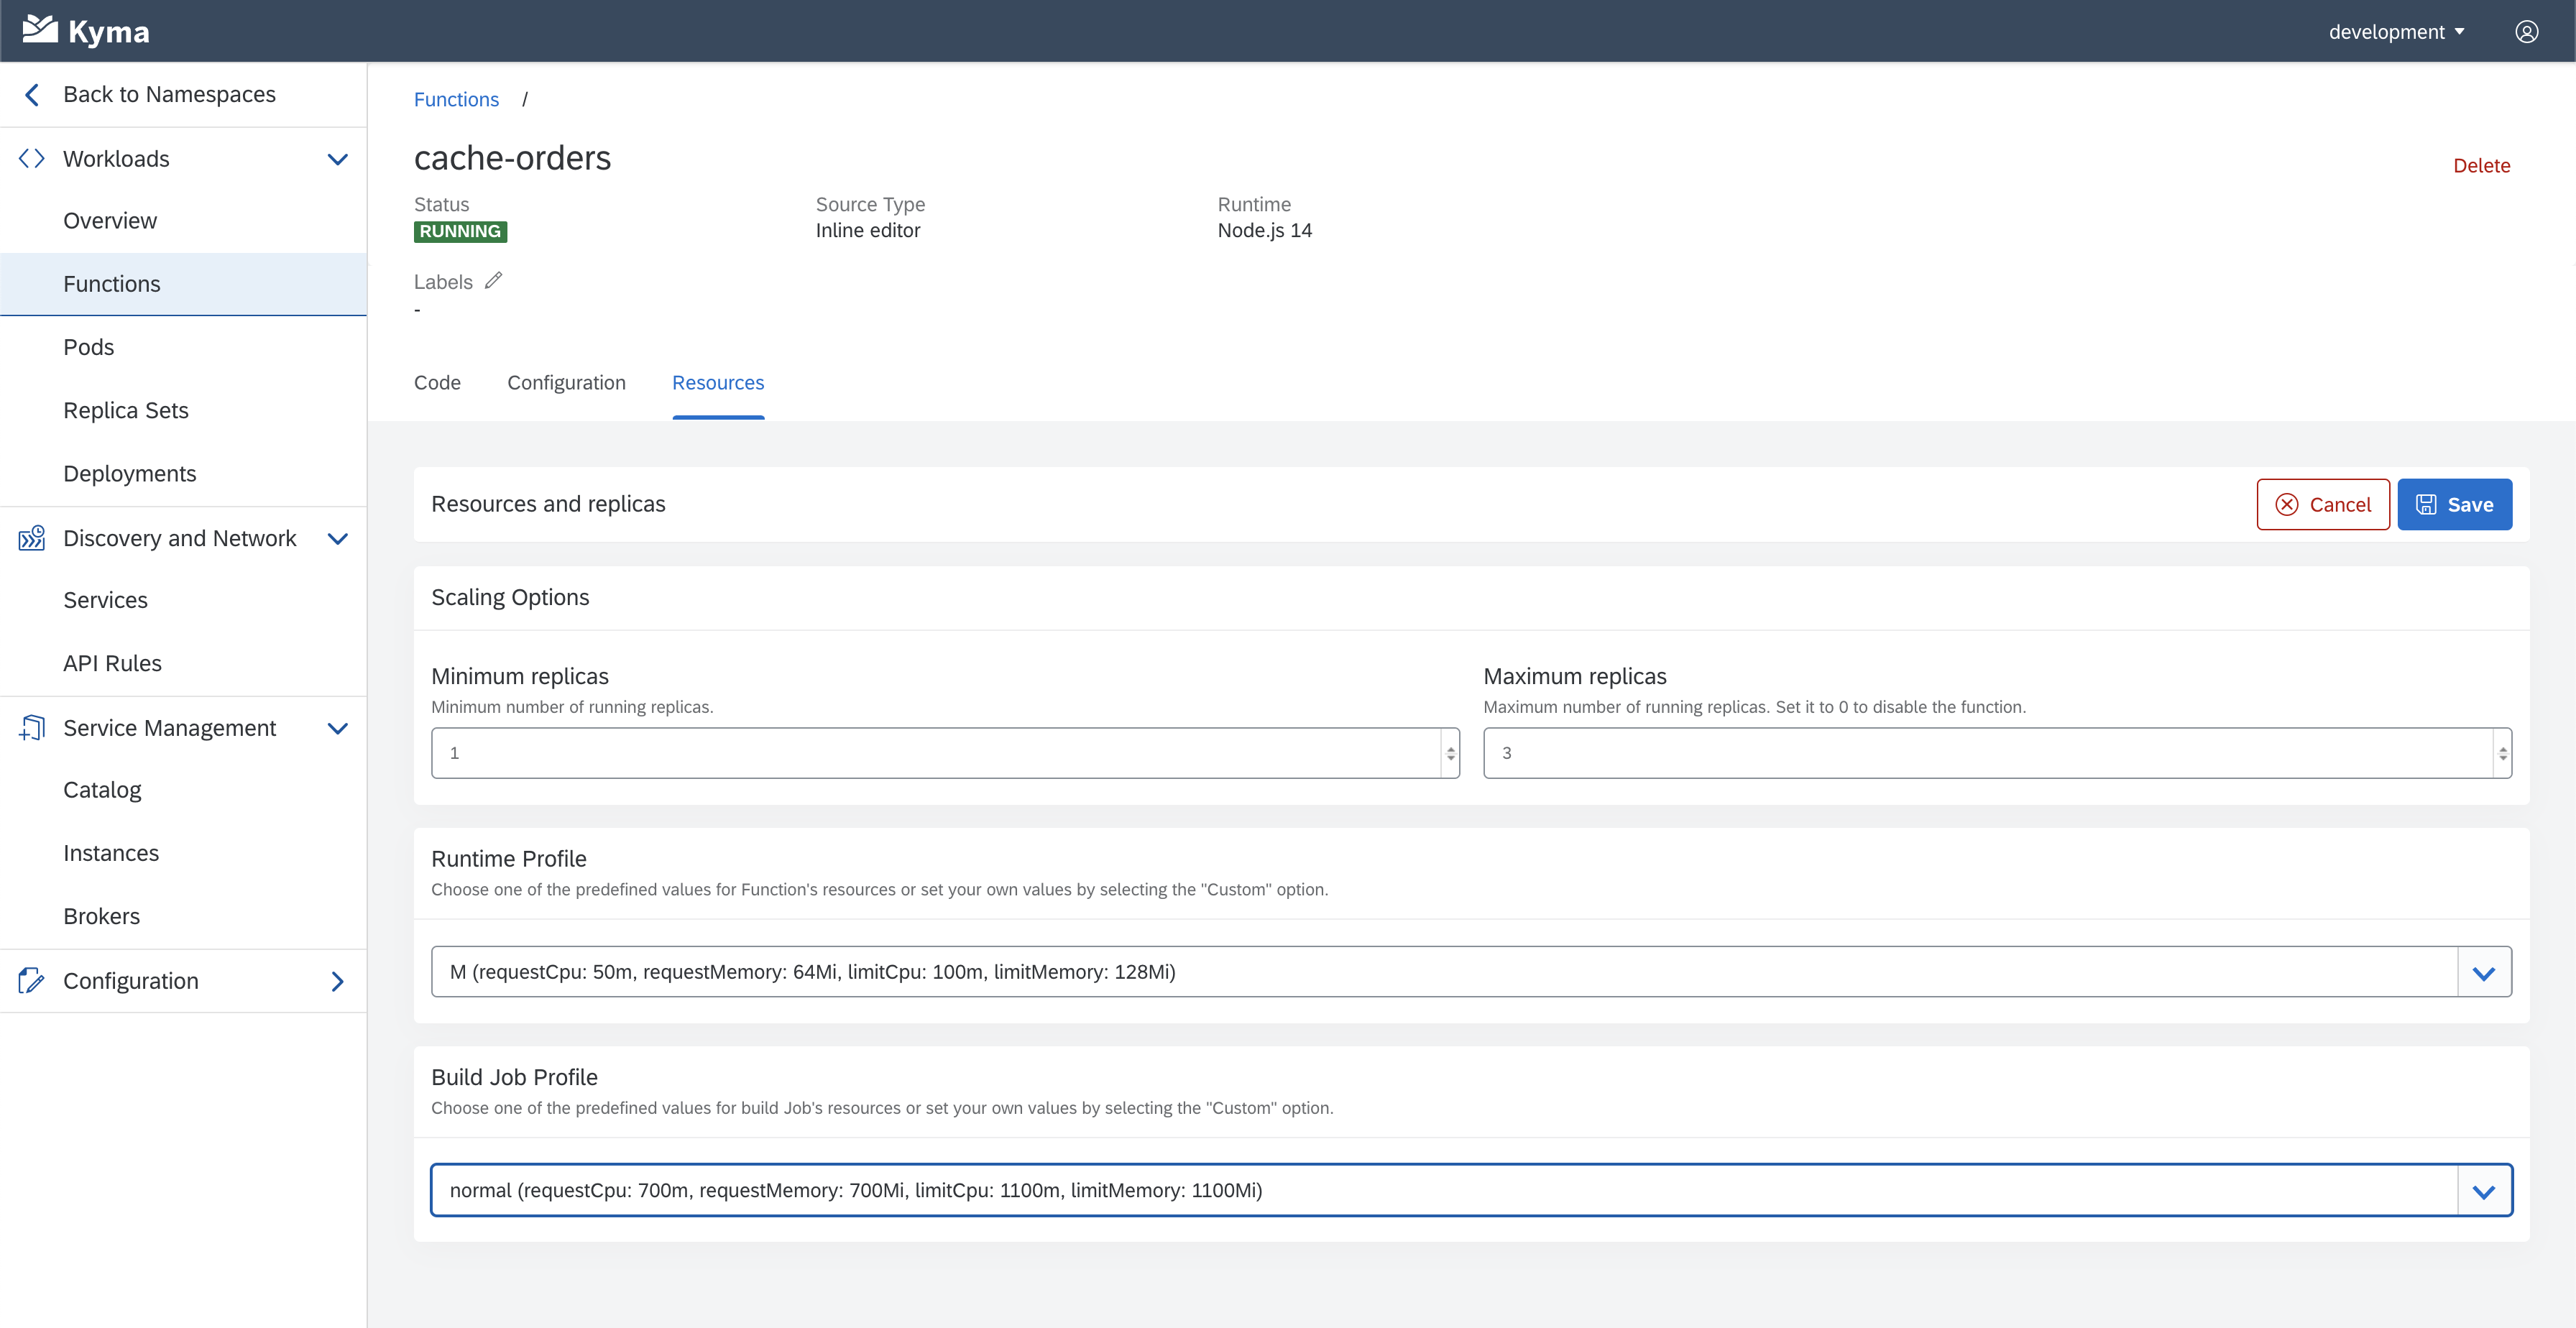 Kyma
development
Back to Namespaces
Workloads
Overview
Functions
Pods
Replica Sets
Deployments
Discovery and Network
Services
API Rules
Service Management
Catalog
Instances
Brokers
Configuration
Functions /
cache-orders
Delete
Status
RUNNING
Source Type
Inline editor
Runtime
Node.js 14
Labels
-
Code Configuration Resources
Resources and replicas
Cancel Save
Scaling Options
Minimum replicas
Minimum number of running replicas.
1
Maximum replicas
Maximum number of running replicas. Set it to 0 to disable the function.
3
Runtime Profile
Choose one of the predefined values for Function's resources or set your own values by selecting the "Custom" option.
M (requestCpu: 50m, requestMemory: 64Mi, limitCpu: 100m, limitMemory: 128Mi)
Build Job Profile
Choose one of the predefined values for build Job's resources or set your own values by selecting the "Custom" option.
normal (requestCpu: 700m, requestMemory: 700Mi, limitCpu: 1100m, limitMemory: 1100Mi)